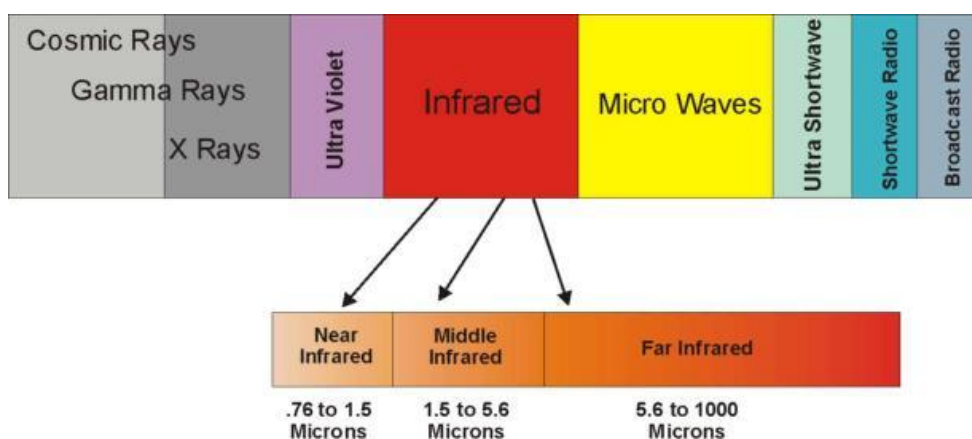 Cosmic Rays
Gamma Rays
X Rays
Ultra Violet
Infrared
Micro Waves
Ultra Shortwave
Shortwave Radio
Broadcast Radio
Near
Infrared
Middle
Infrared
Far Infrared
.76 to 1.5
Microns
1.5 to 5.6
Microns
5.6 to 1000
Microns